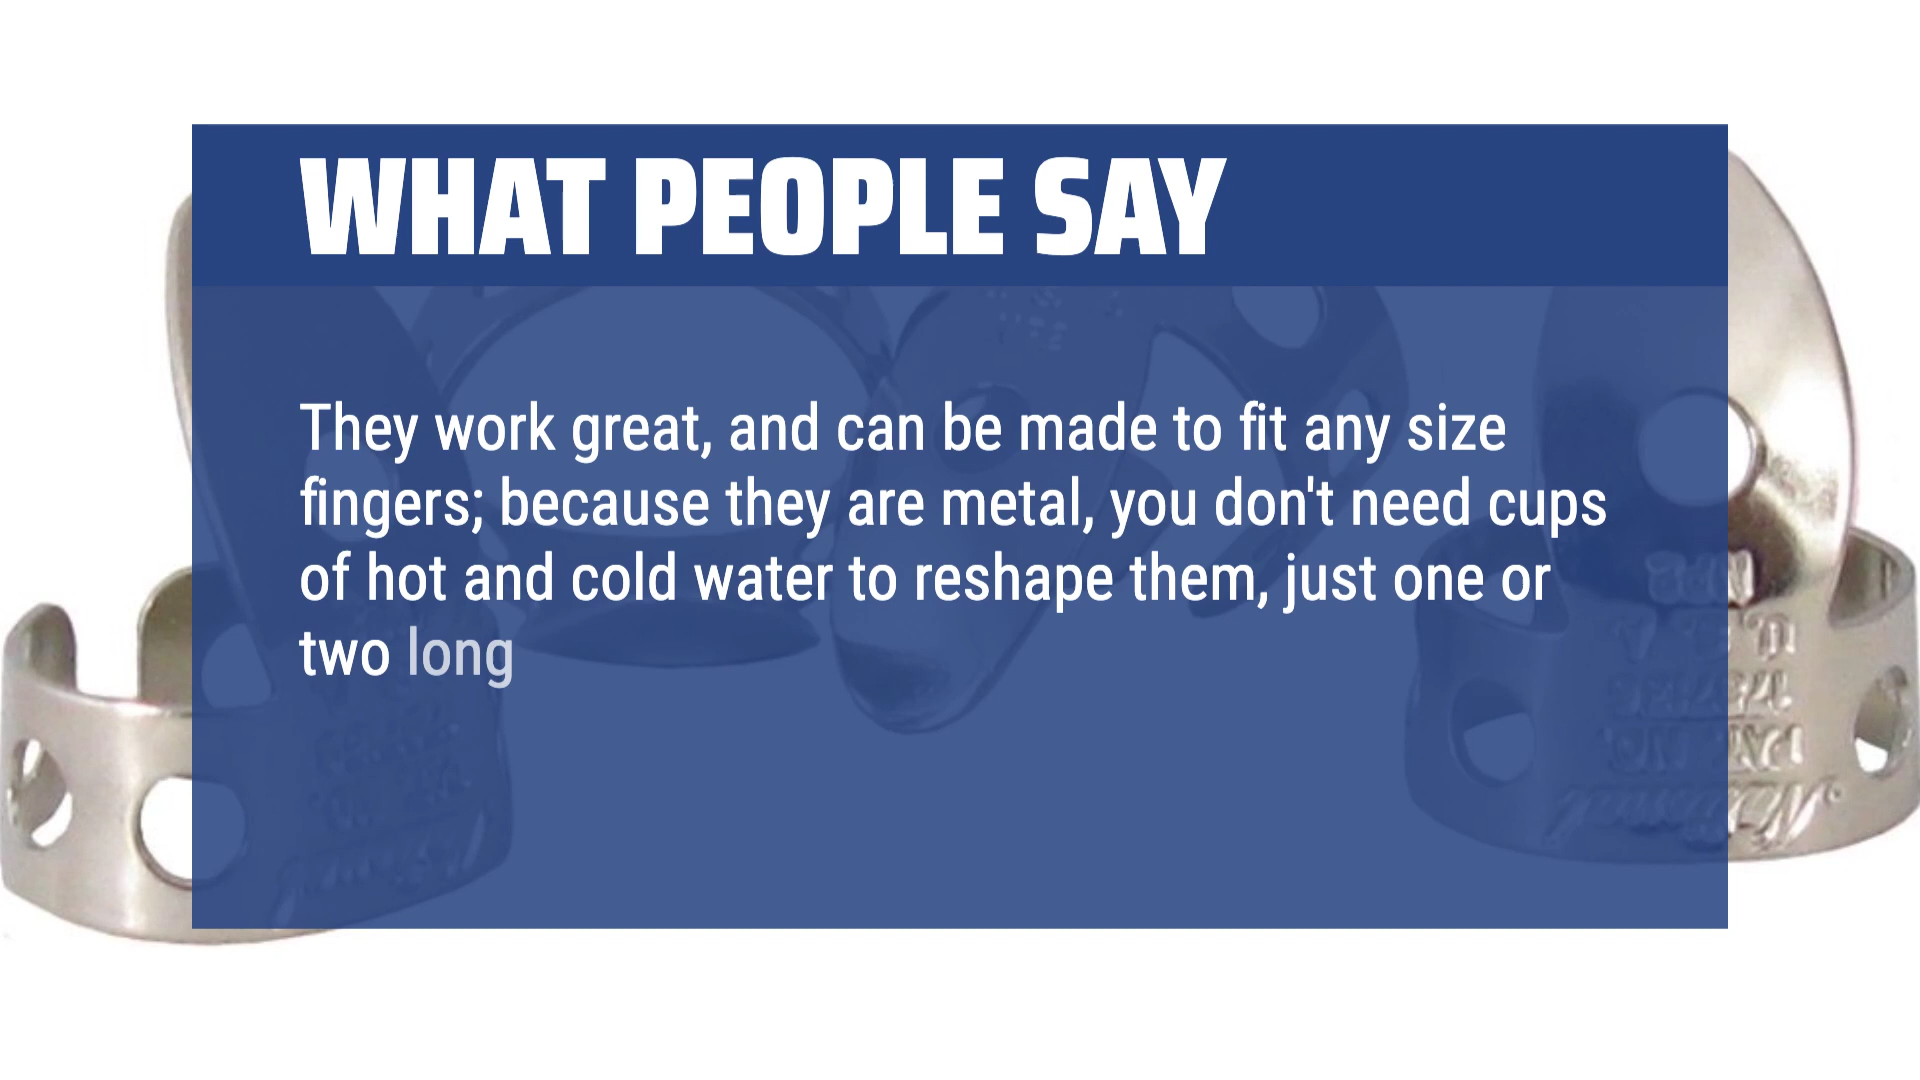 WHAT PEOPLE SAY
They work great, and can be made to fit any size
fingers; because they are metal, you don't need cups
of hot and cold water to reshape them, just one or
two long